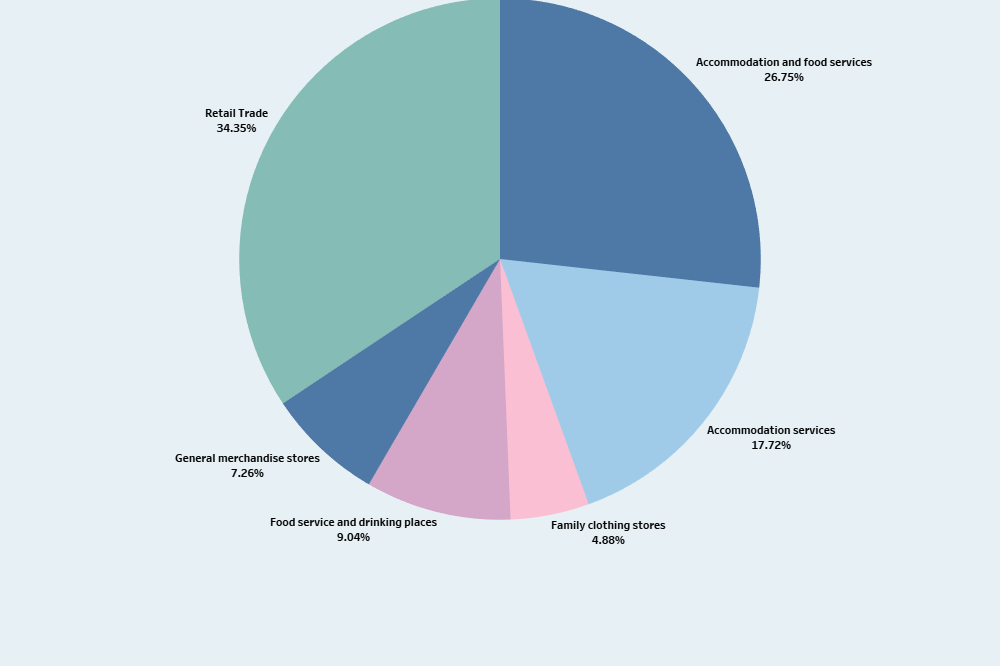 Accommodation and food services
26.75%
Retail Trade
34.35%
Accommodation services
17.72%
General merchandise stores
7.26%
Food service and drinking places
9.04%
Family clothing stores
4.88%